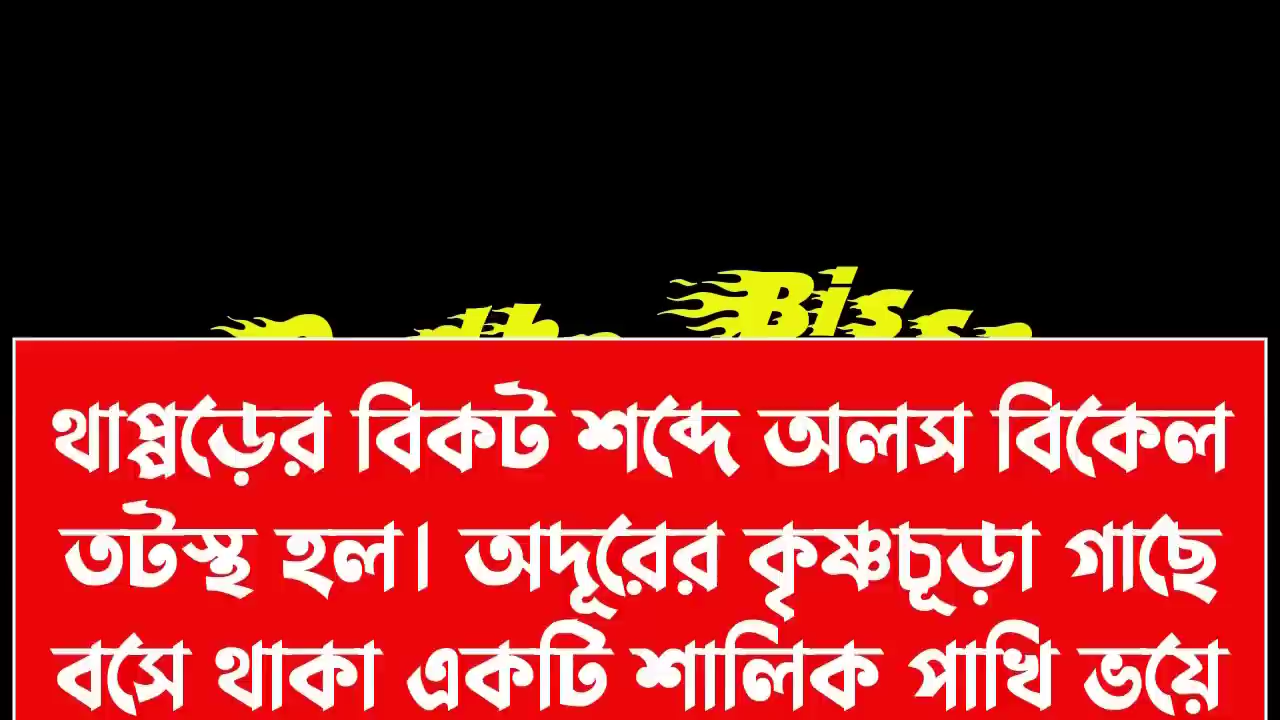 থাপ্পড়ের বিকট শব্দে অলস বিকেল
তটস্থ হল। অদূরের কৃষ্ণচূড়া গাছে
বসে থাকা একটি শালিক পাখি ভয়ে